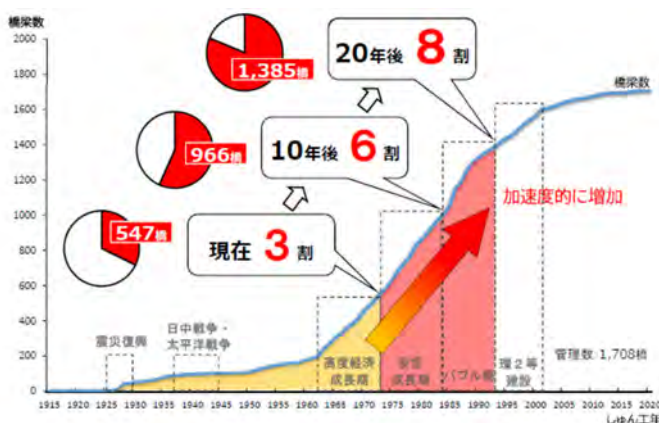 橋梁数
2000
1800
1600
1400
1200
1000
800
600
400
200
0
1,385橋
966橋
547橋
20年後 8 割
10年後 6 割
現在 3 割
橋梁数
加速度的に増加
震災復興
日中戦争・
太平洋戦争
高度経済
成長期
安定
成長期
バブル期
環2等
建設
管理数:1,708橋
1915 1920 1925 1930 1935 1940 1945 1950 1955 1960 1965 1970 1975 1980 1985 1990 1995 2000 2005 2010 2015 2020
しゅん工年